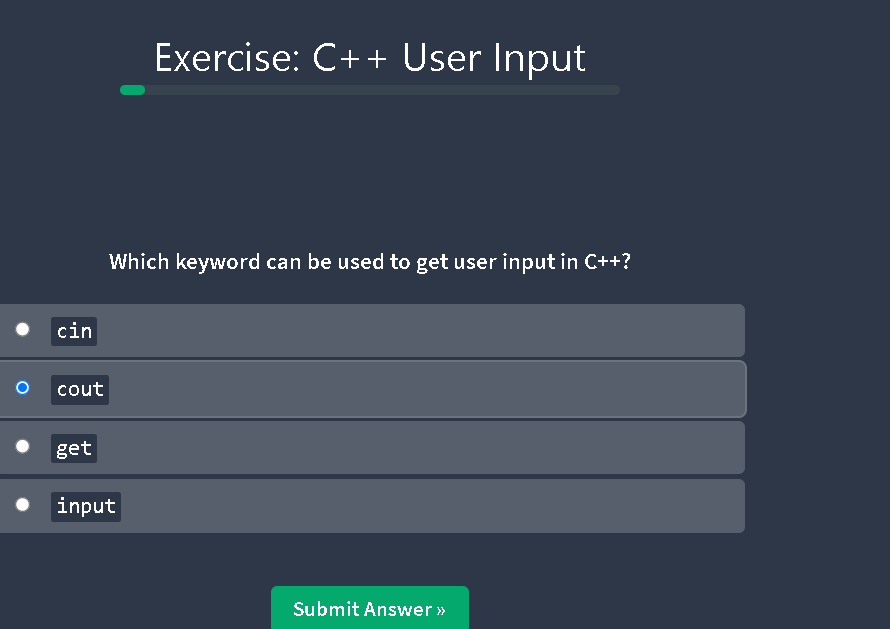 Exercise: C++ User Input
Which keyword can be used to get user input in C++?
cin
cout
get
input
Submit Answer »